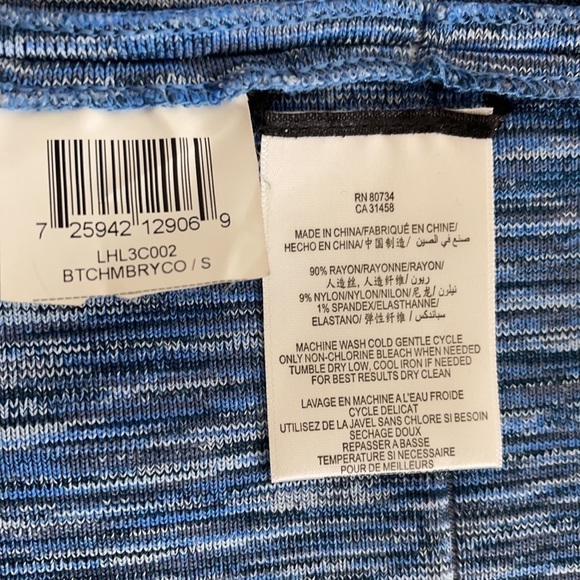 7 25942 12906 9
LHL3C002
BTCHMBRYCO / S
RN 80734
CA 31458
MADE IN CHINA/FABRIQUÉ EN CHINE/
HECHO EN CHINA/中国制造/ صنع في الصين
90% RAYON/RAYONNE/RAYON/
人造丝, 人造纤维/ ريون/
9% NYLON/NYLON/NILON/尼龙/ نيلون/
1% SPANDEX/ELASTHANNE/
ELASTANO/ 弹性纤维/ سباندكس
MACHINE WASH COLD GENTLE CYCLE
ONLY NON-CHLORINE BLEACH WHEN NEEDED
TUMBLE DRY LOW, COOL IRON IF NEEDED
FOR BEST RESULTS DRY CLEAN
LAVAGE EN MACHINE A L'EAU FROIDE
CYCLE DELICAT
UTILISEZ DE LA JAVEL SANS CHLORE SI BESOIN
SECHAGE DOUX
REPASSER A BASSE
TEMPERATURE SI NECESSAIRE
POUR DE MEILLEURS